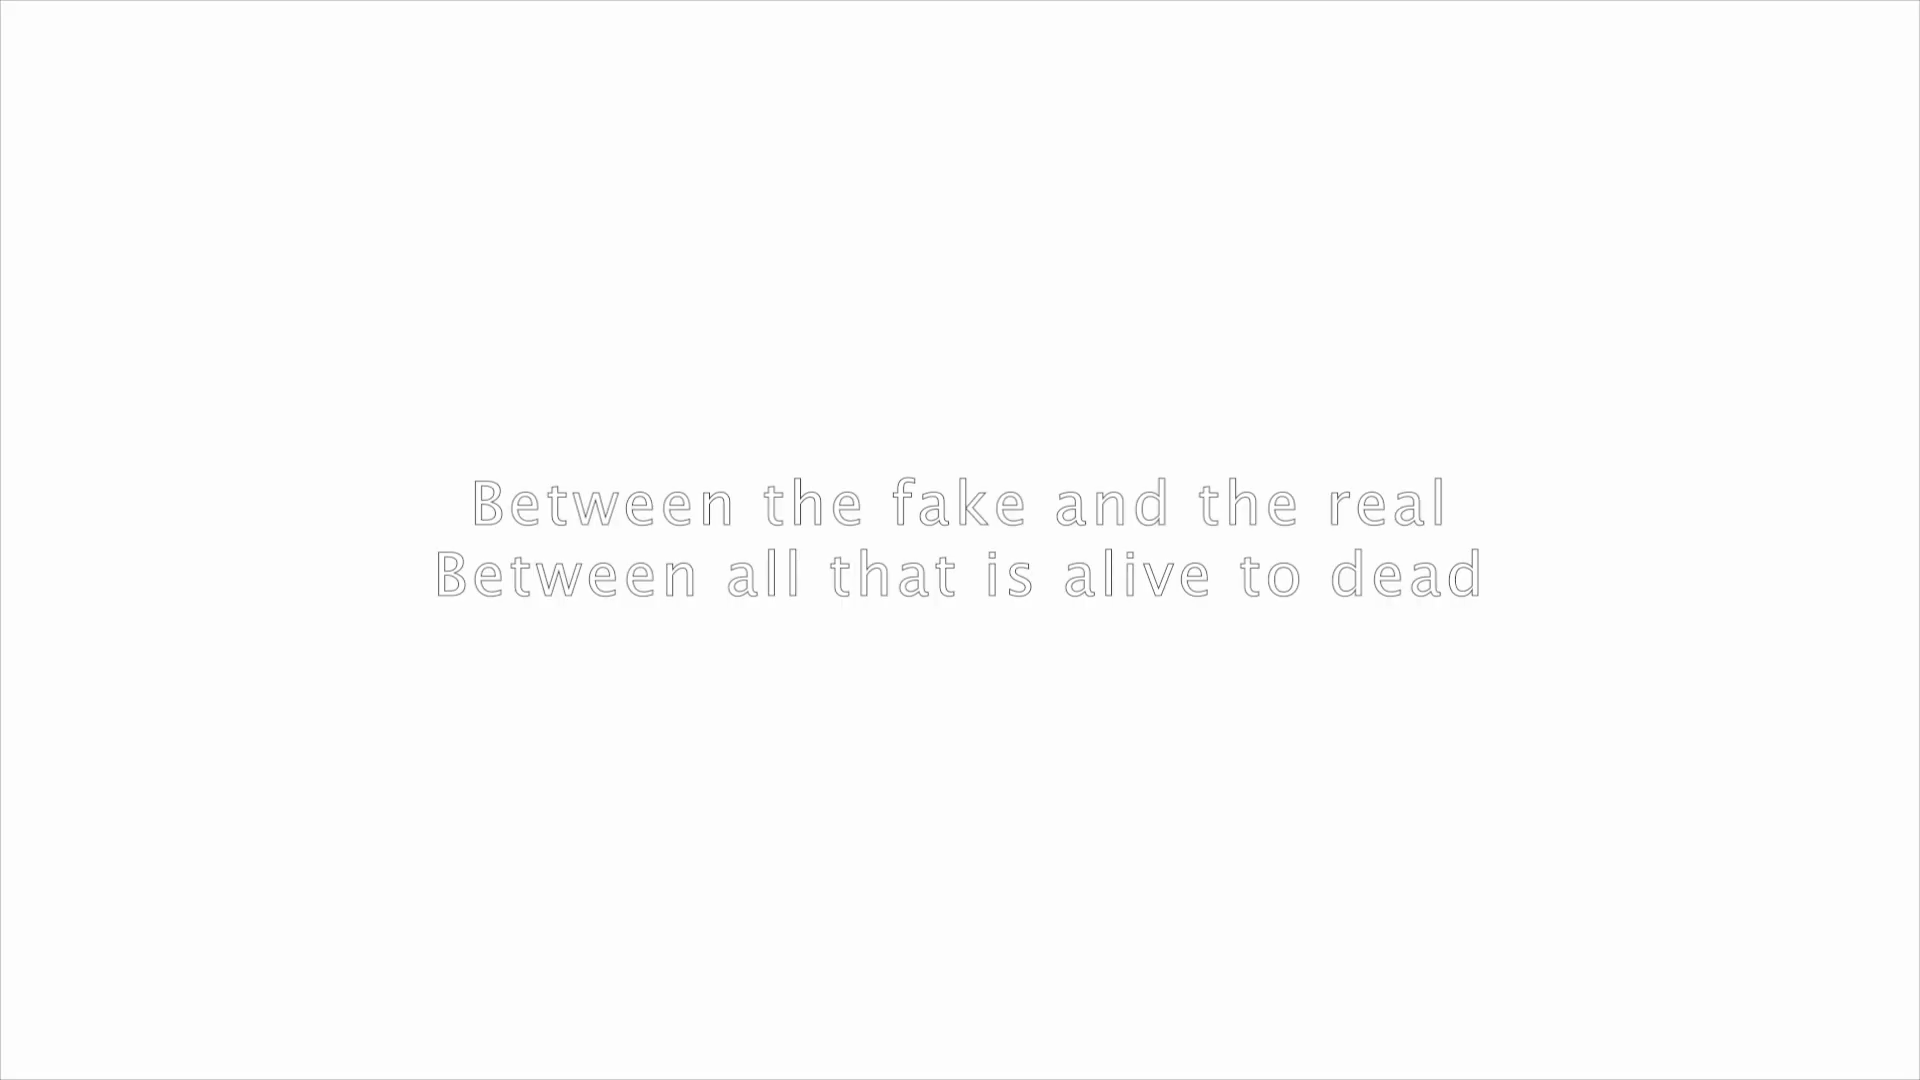 Between the fake and the real
Between all that is alive to dead